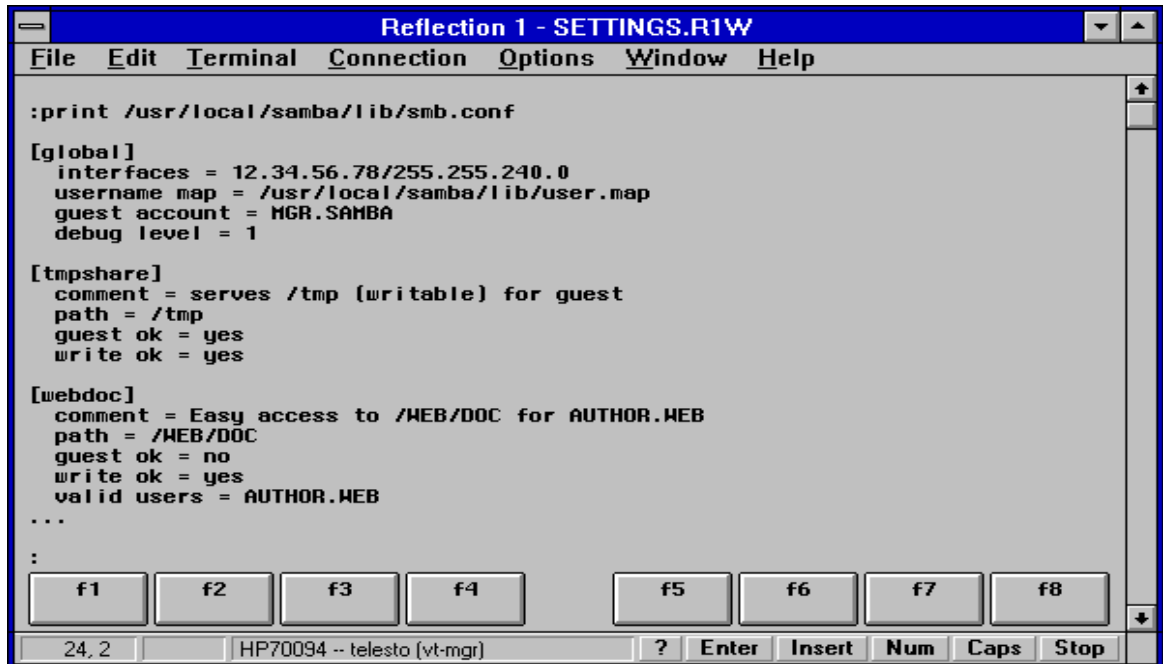 Reflection 1 - SETTINGS.R1W
File Edit Terminal Connection Options Window Help
:print /usr/local/samba/lib/smb.conf
[global]
interfaces = 12.34.56.78/255.255.240.0
username map = /usr/local/samba/lib/user.map
guest account = MGR.SAMBA
debug level = 1
[tmpshare]
comment = serves /tmp (writable) for guest
path = /tmp
guest ok = yes
write ok = yes
[webdoc]
comment = Easy access to /WEB/DOC for AUTHOR.WEB
path = /WEB/DOC
guest ok = no
write ok = yes
valid users = AUTHOR.WEB
...
:
f1 f2 f3 f4 f5 f6 f7 f8
24, 2 HP70094 -- telesto (vt-mgr) ? Enter Insert Num Caps Stop